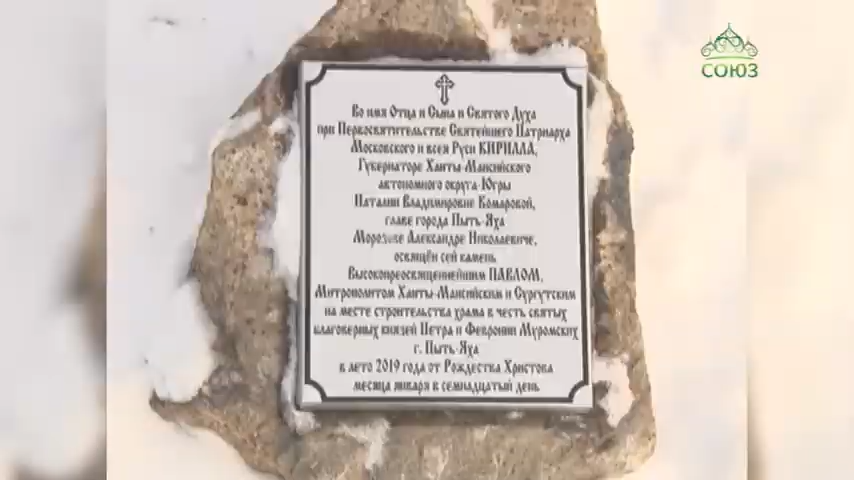 СОЮЗ
Во имя Отца и Сына и Святого Духа
при Первосвятительстве Святейшего Патриарха
Московского и всея Руси КИРИЛЛА,
Губернаторе Ханты-Мансийского
автономного округа-Югры
Наталии Владимировне Комаровой,
главе города Пыть-Яха
Морозове Александре Николаевиче,
освящён сей камень
Высокопреосвященнейшим ПАВЛОМ,
Митрополитом Ханты-Мансийским и Сургутским
на месте строительства храма в честь святых
благоверных князей Петра и Февронии Муромских
г. Пыть-Яха
в лето 2019 года от Рождества Христова
месяца января в семнадцатый день